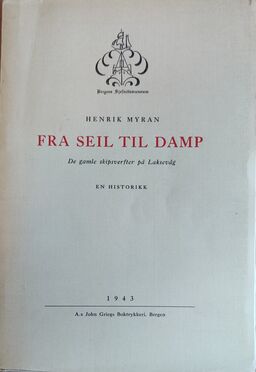 Bergens Sjøfartsmuseum
HENRIK MYRAN
FRA SEIL TIL DAMP
De gamle skipsverfter på Laksevåg
EN HISTORIKK
1943
A.s John Griegs Boktrykkeri, Bergen